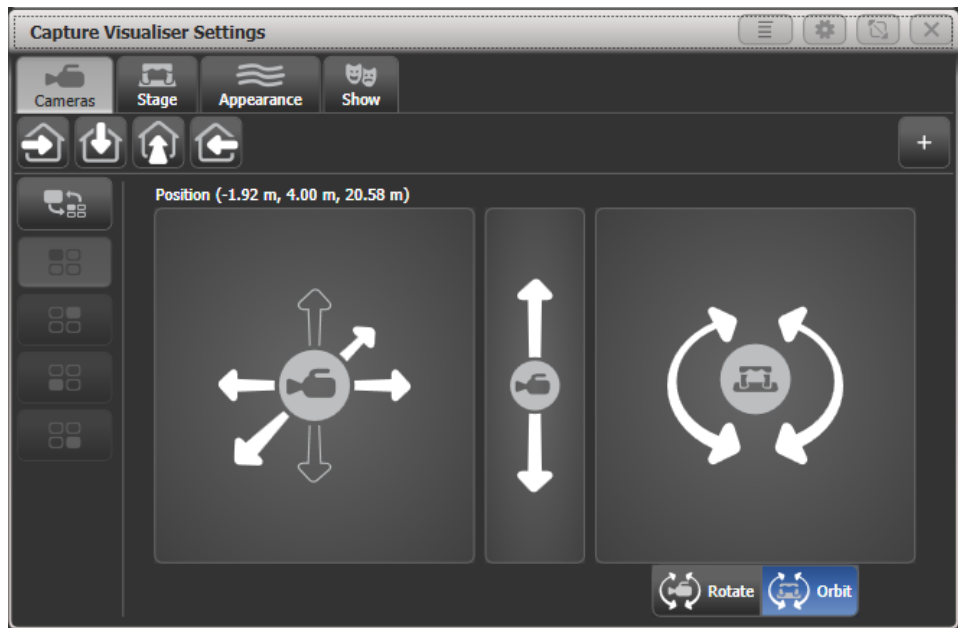 Capture Visualiser Settings
Cameras
Stage
Appearance
Show
+
Position (-1.92 m, 4.00 m, 20.58 m)
Rotate
Orbit